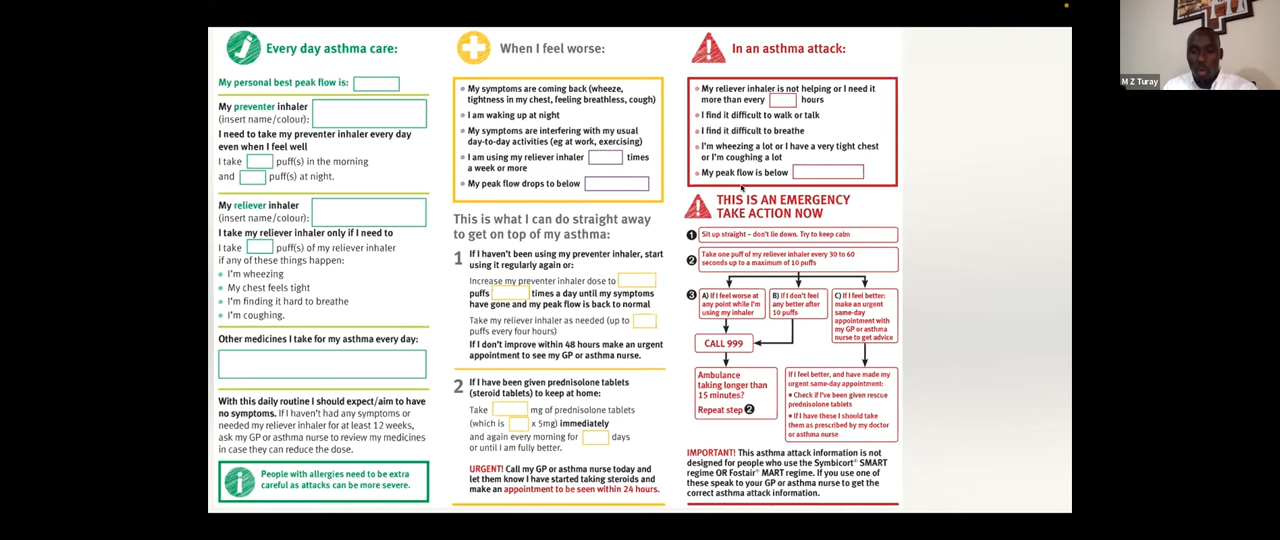 Every day asthma care:
My personal best peak flow is:
My preventer inhaler
(insert name/colour):
I need to take my preventer inhaler every day
even when I feel well
I take puff(s) in the morning
and puff(s) at night.
My reliever inhaler
(insert name/colour):
I take my reliever inhaler only if I need to
I take puff(s) of my reliever inhaler
if any of these things happen:
I'm wheezing
My chest feels tight
I'm finding it hard to breathe
I'm coughing.
Other medicines I take for my asthma every day:
With this daily routine I should expect/aim to have
no symptoms. If I haven't had any symptoms or
needed my reliever inhaler for at least 12 weeks,
ask my GP or asthma nurse to review my medicines
in case they can reduce the dose.
People with allergies need to be extra
careful as attacks can be more severe.
When I feel worse:
My symptoms are coming back (wheeze,
tightness in my chest, feeling breathless, cough)
I am waking up at night
My symptoms are interfering with my usual
day-to-day activities (eg at work, exercising)
I am using my reliever inhaler times
a week or more
My peak flow drops to below
This is what I can do straight away
to get on top of my asthma:
1 If I haven't been using my preventer inhaler, start
using it regularly again or:
Increase my preventer inhaler dose to
puffs times a day until my symptoms
have gone and my peak flow is back to normal
Take my reliever inhaler as needed (up to
puffs every four hours)
If I don't improve within 48 hours make an urgent
appointment to see my GP or asthma nurse.
2 If I have been given prednisolone tablets
(steroid tablets) to keep at home:
Take mg of prednisolone tablets
(which is x 5mg) immediately
and again every morning for days
or until I am fully better.
URGENT! Call my GP or asthma nurse today and
let them know I have started taking steroids and
make an appointment to be seen within 24 hours.
In an asthma attack:
My reliever inhaler is not helping or I need it
more than every hours
I find it difficult to walk or talk
I find it difficult to breathe
I'm wheezing a lot or I have a very tight chest
or I'm coughing a lot
My peak flow is below
THIS IS AN EMERGENCY
TAKE ACTION NOW
1 Sit up straight – don't lie down. Try to keep calm
2 Take one puff of my reliever inhaler every 30 to 60
seconds up to a maximum of 10 puffs
3 A) If I feel worse at
any point while I'm
using my inhaler
B) If I don't feel
any better after
10 puffs
C) If I feel better:
make an urgent
same-day
appointment with
my GP or asthma
nurse to get advice
CALL 999
Ambulance
taking longer than
15 minutes?
Repeat step 2
If I feel better, and have made my
urgent same-day appointment:
Check if I've been given rescue
prednisolone tablets
If I have these I should take
them as prescribed by my doctor
or asthma nurse
IMPORTANT! This asthma attack information is not
designed for people who use the Symbicort® SMART
regime OR Fostair® MART regime. If you use one of
these speak to your GP or asthma nurse to get the
correct asthma attack information.
M Z Turay